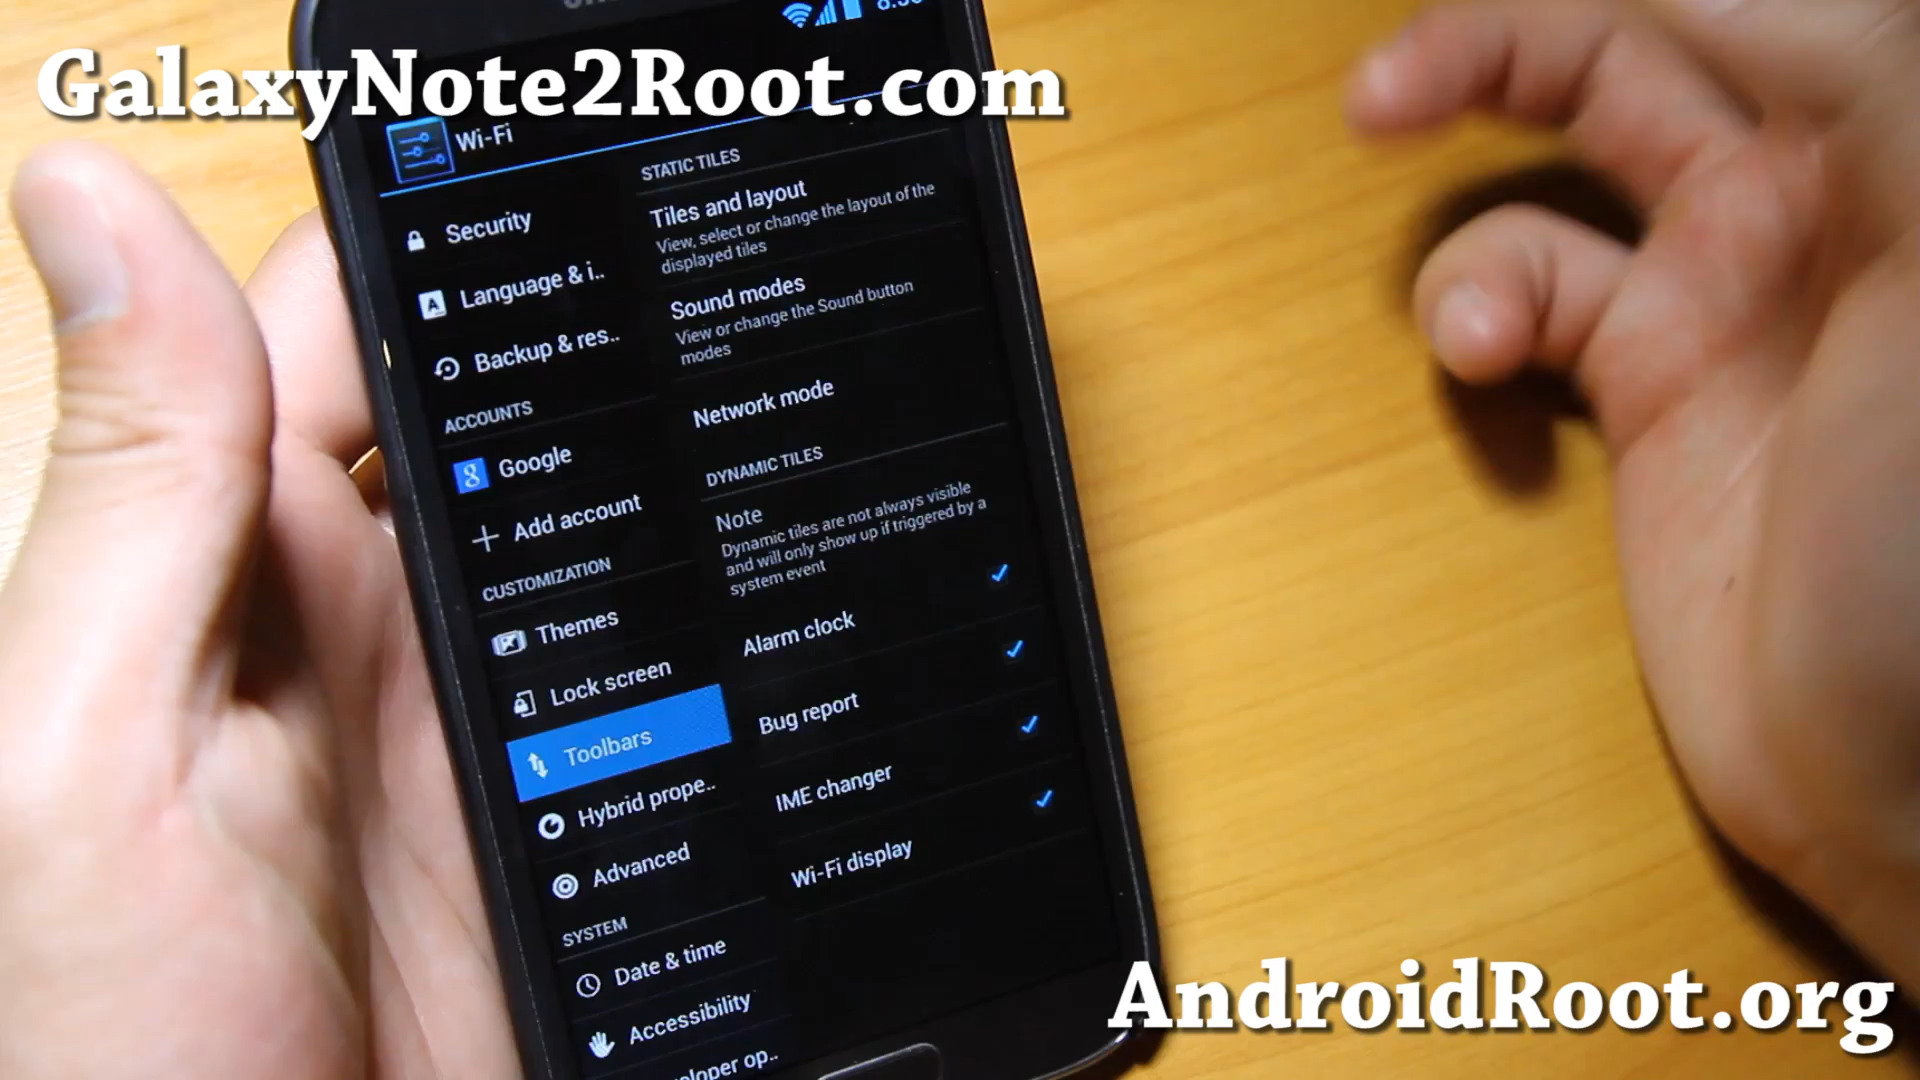 GalaxyNote2Root.com
Wi-Fi
Security
Language & i..
Backup & res..
ACCOUNTS
Google
Add account
CUSTOMIZATION
Themes
Lock screen
Toolbars
Hybrid prope..
Advanced
SYSTEM
Date & time
Accessibility
STATIC TILES
Tiles and layout
View, select or change the layout of the
displayed tiles
Sound modes
View or change the Sound button
modes
Network mode
DYNAMIC TILES
Note
Dynamic tiles are not always visible
and will only show up if triggered by a
system event
Alarm clock
Bug report
IME changer
Wi-Fi display
AndroidRoot.org